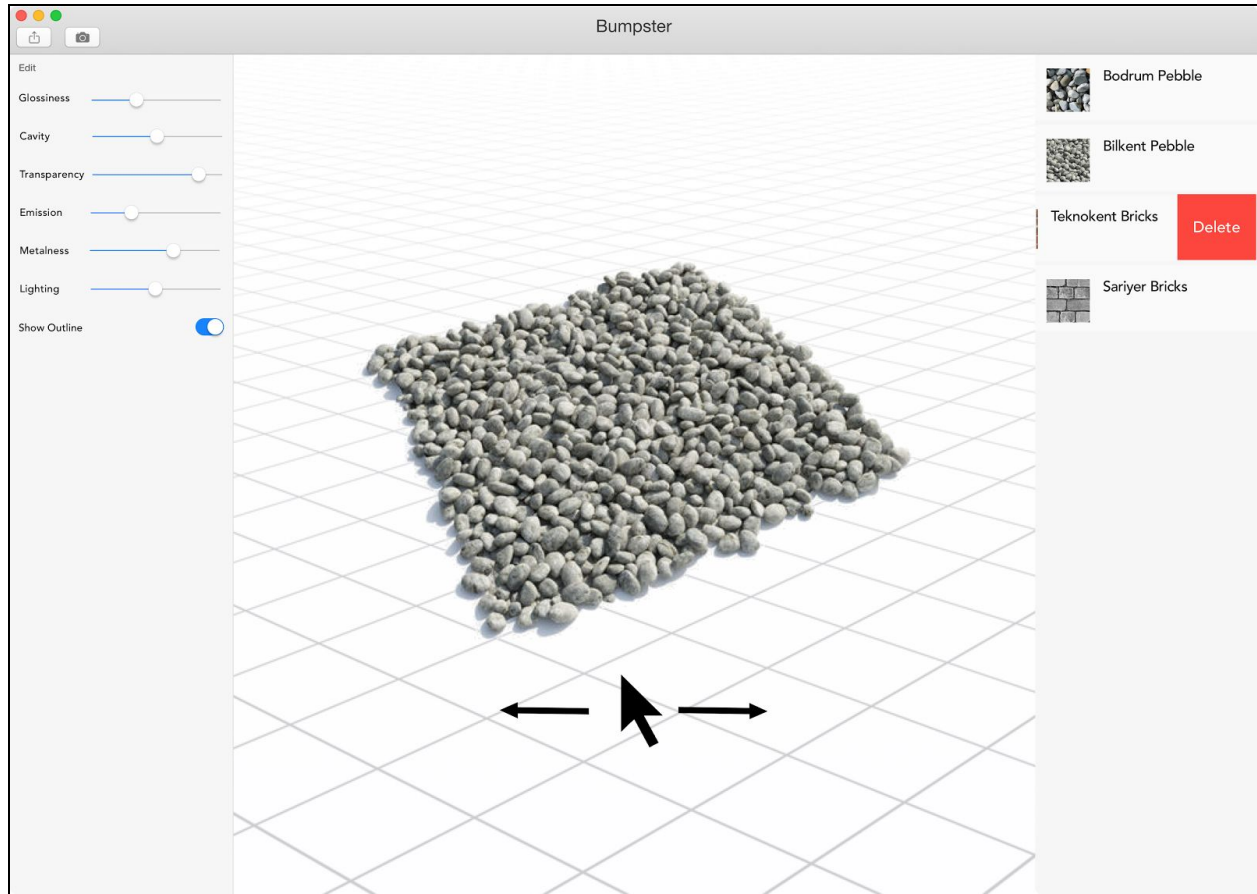 Bumpster
Edit
Glossiness
Cavity
Transparency
Emission
Metalness
Lighting
Show Outline
Bodrum Pebble
Bilkent Pebble
Teknokent Bricks
Delete
Sariyer Bricks